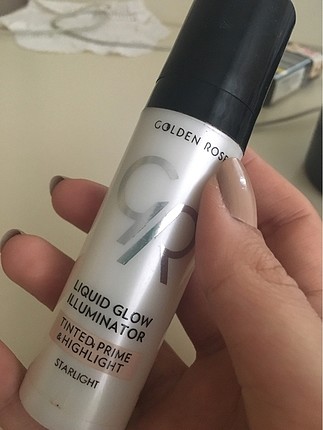 GOLDEN ROSE
GR
LIQUID GLOW
ILLUMINATOR
TINTED, PRIME
& HIGHLIGHT
STARLIGHT